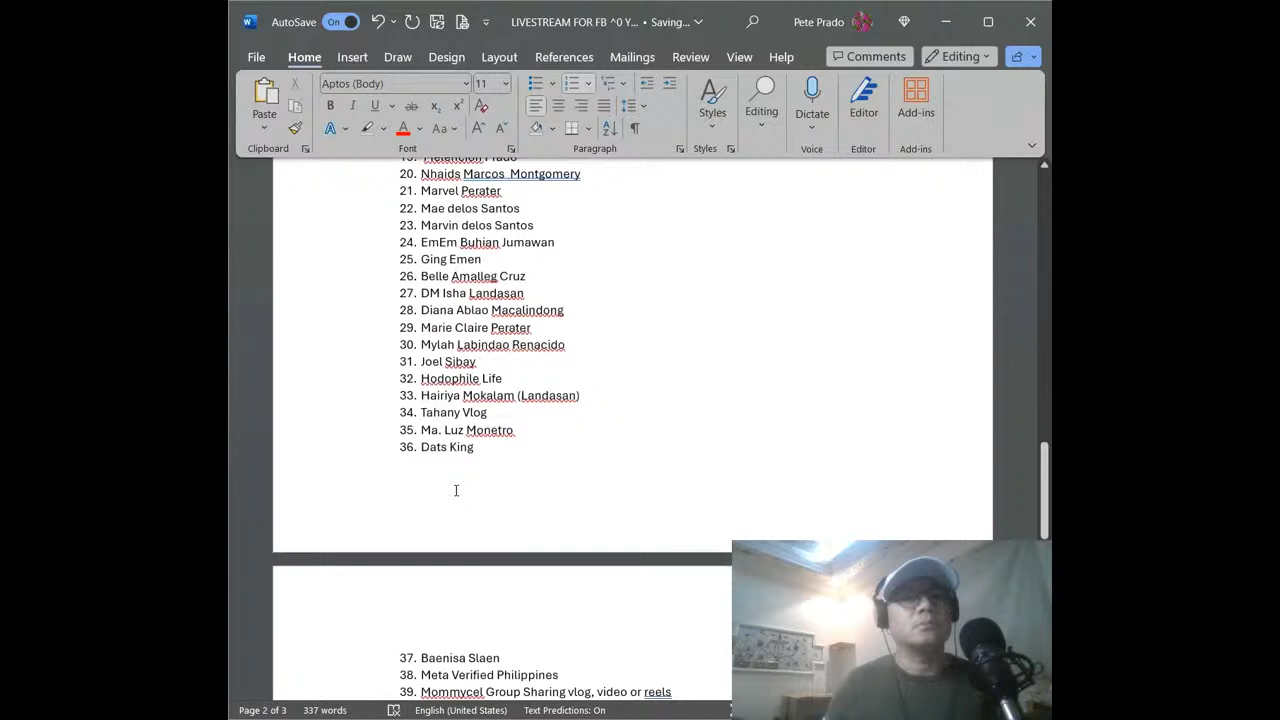 AutoSave On LIVESTREAM FOR FB ^0 Y... • Saving... Pete Prado
File Home Insert Draw Design Layout References Mailings Review View Help Comments Editing
Aptos (Body) 11
Paste Styles Editing Dictate Editor Add-ins
Clipboard Font Paragraph Styles Voice Editor Add-ins
19. Pretencion Prado
20. Nhaids Marcos Montgomery
21. Marvel Perater
22. Mae delos Santos
23. Marvin delos Santos
24. EmEm Buhian Jumawan
25. Ging Emen
26. Belle Amalleg Cruz
27. DM Isha Landasan
28. Diana Ablao Macalindong
29. Marie Claire Perater
30. Mylah Labindao Renacido
31. Joel Sibay
32. Hodophile Life
33. Hairiya Mokalam (Landasan)
34. Tahany Vlog
35. Ma. Luz Monetro
36. Dats King
37. Baenisa Slaen
38. Meta Verified Philippines
39. Mommycel Group Sharing vlog, video or reels
Page 2 of 3 337 words English (United States) Text Predictions: On